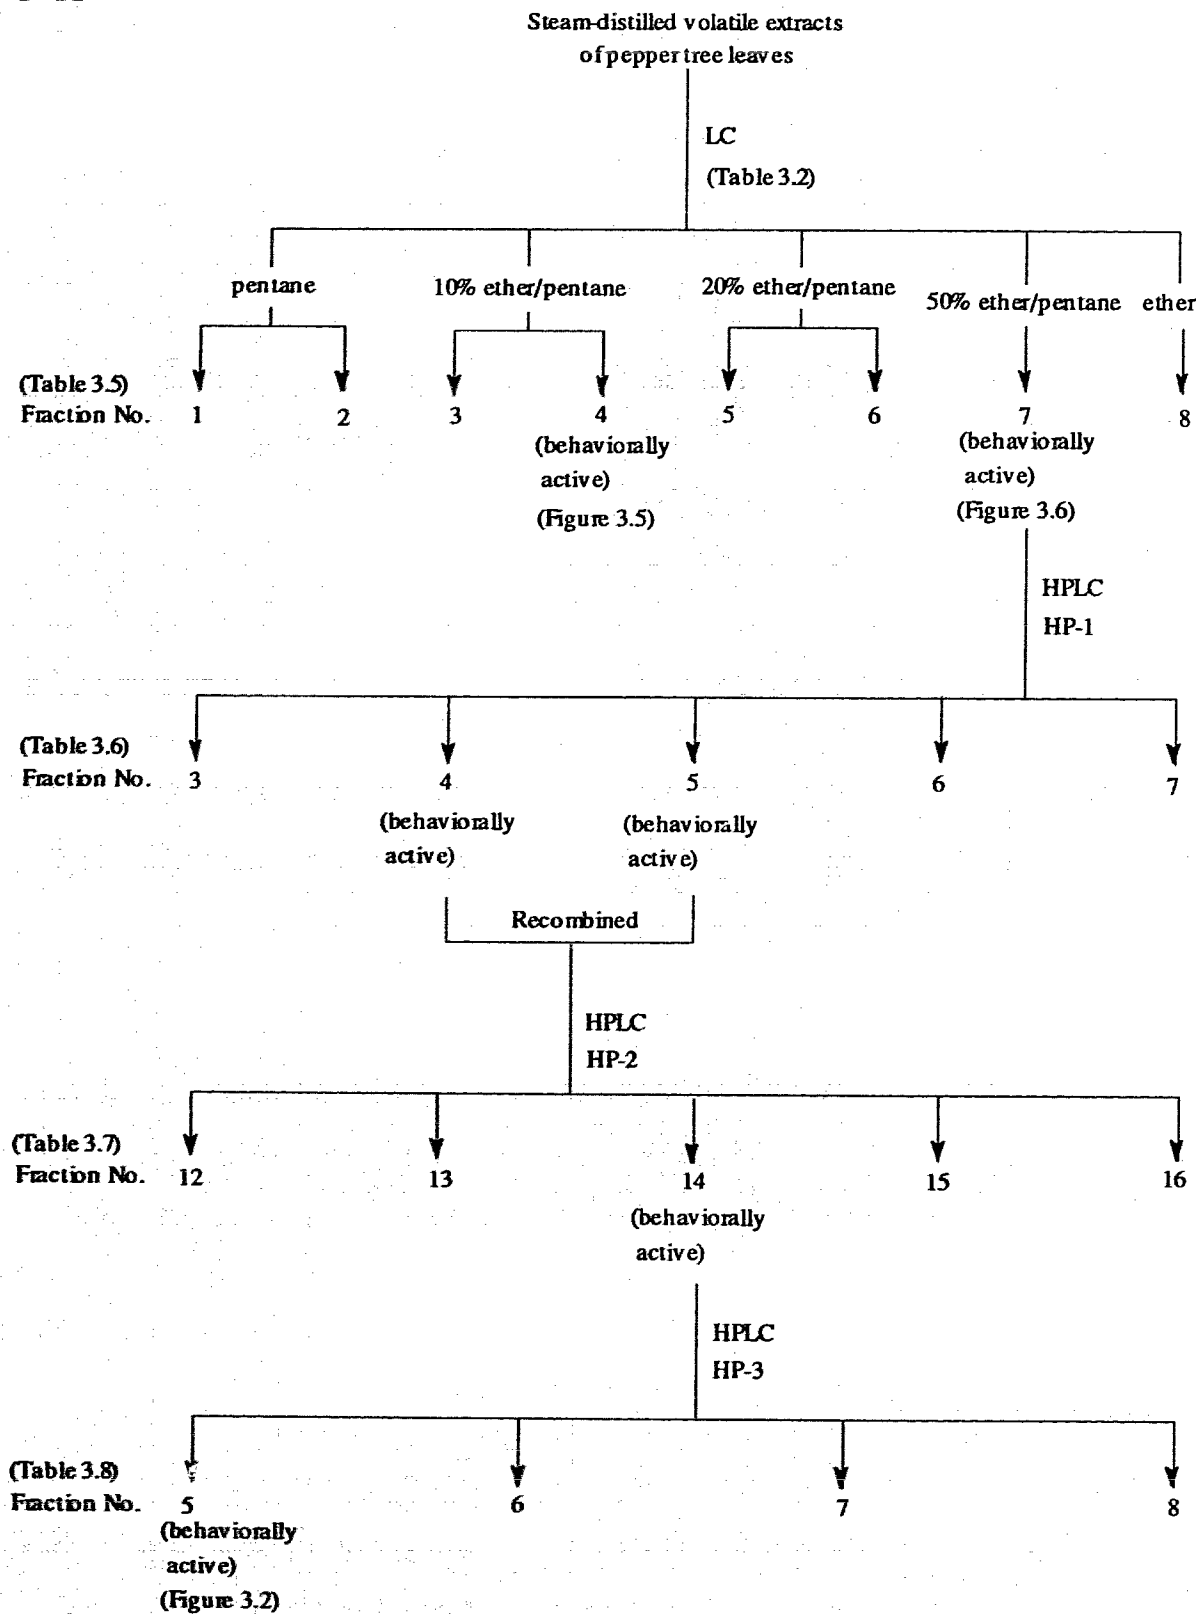 Steam-distilled volatile extracts
of pepper tree leaves
LC
(Table 3.2)
pentane
10% ether/pentane
20% ether/pentane
50% ether/pentane
ether
(Table 3.5)
Fraction No. 1 2 3 4 5 6 7 8
(behaviorally
active)
(Figure 3.5)
(behaviorally
active)
(Figure 3.6)
HPLC
HP-1
(Table 3.6)
Fraction No. 3 4 5 6 7
(behaviorally
active)
(behaviorally
active)
Recombined
HPLC
HP-2
(Table 3.7)
Fraction No. 12 13 14 15 16
(behaviorally
active)
HPLC
HP-3
(Table 3.8)
Fraction No. 5 6 7 8
(behaviorally
active)
(Figure 3.2)